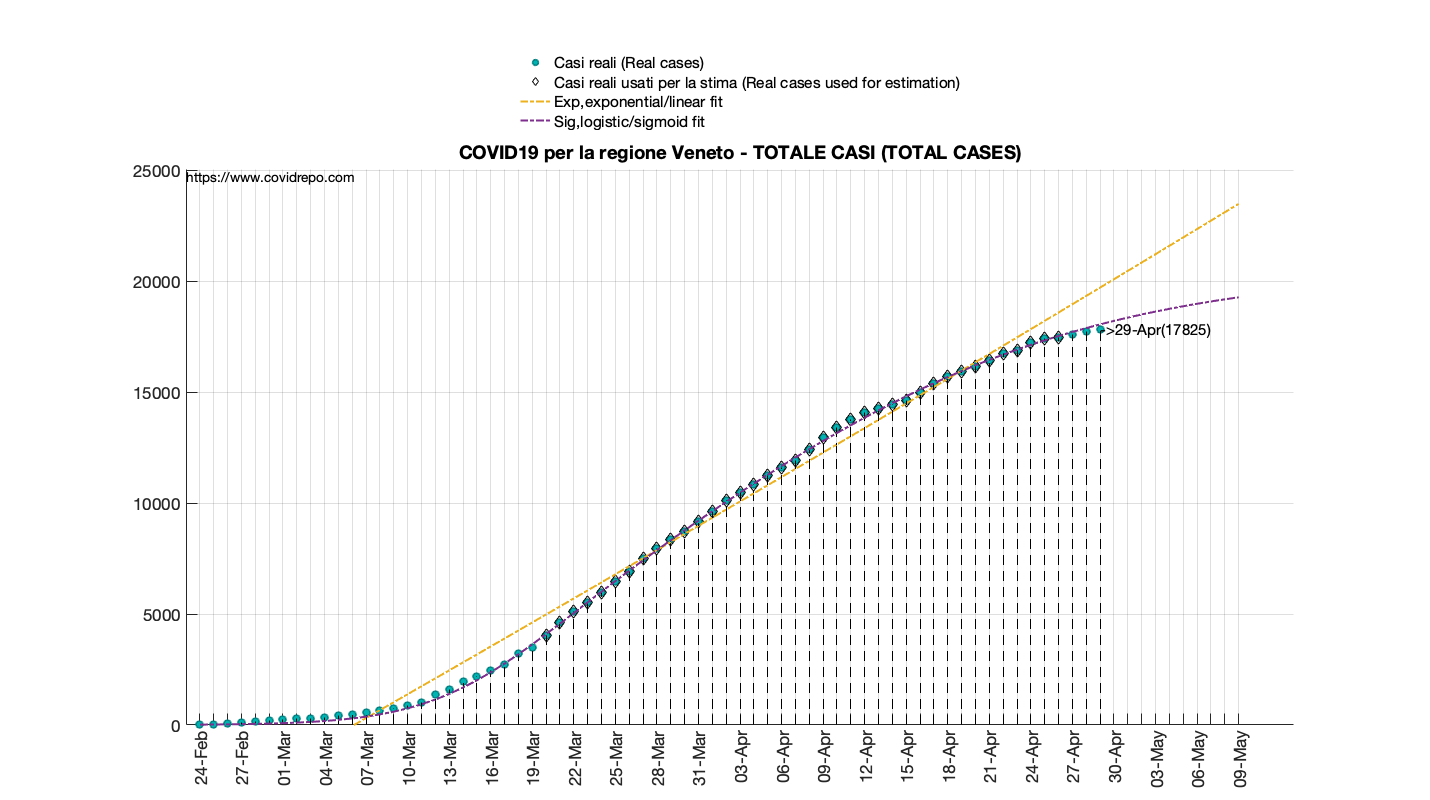 Casi reali (Real cases)
Casi reali usati per la stima (Real cases used for estimation)
Exp,exponential/linear fit
Sig,logistic/sigmoid fit
COVID19 per la regione Veneto - TOTALE CASI (TOTAL CASES)
https://www.covidrepo.com
25000
20000
15000
10000
5000
0
>29-Apr(17825)
24-Feb
27-Feb
01-Mar
04-Mar
07-Mar
10-Mar
13-Mar
16-Mar
19-Mar
22-Mar
25-Mar
28-Mar
31-Mar
03-Apr
06-Apr
09-Apr
12-Apr
15-Apr
18-Apr
21-Apr
24-Apr
27-Apr
30-Apr
03-May
06-May
09-May